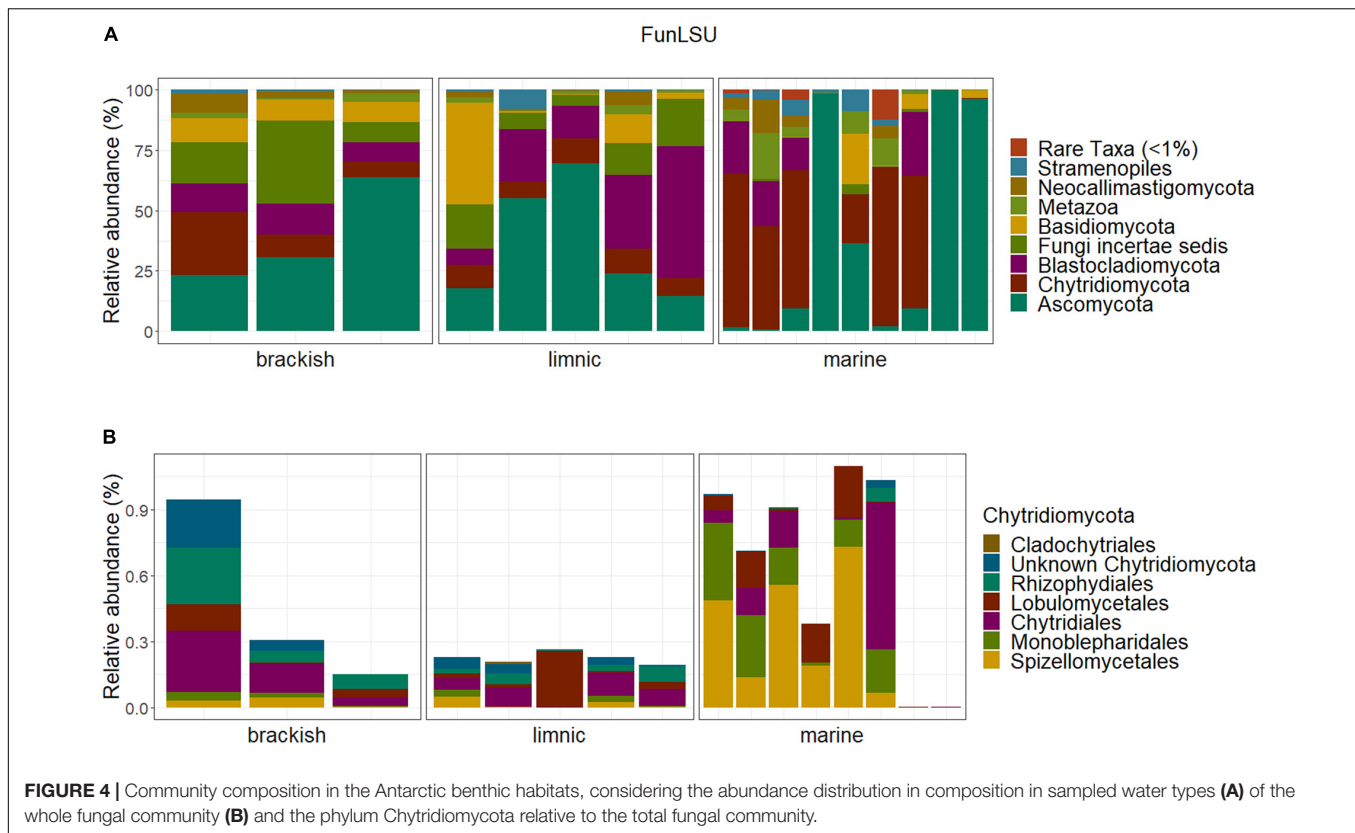 A
FunLSU
Relative abundance (%)
100
75
50
25
0
brackish
limnic
marine
Rare Taxa (<1%)
Stramenopiles
Neocallimastigomycota
Metazoa
Basidiomycota
Fungi incertae sedis
Blastocladiomycota
Chytridiomycota
Ascomycota
B
Relative abundance (%)
0.9
0.6
0.3
0.0
brackish
limnic
marine
Chytridiomycota
Cladochytriales
Unknown Chytridiomycota
Rhizophydiales
Lobulomycetales
Chytridiales
Monoblepharidales
Spizellomycetales
FIGURE 4 | Community composition in the Antarctic benthic habitats, considering the abundance distribution in composition in sampled water types (A) of the
whole fungal community (B) and the phylum Chytridiomycota relative to the total fungal community.